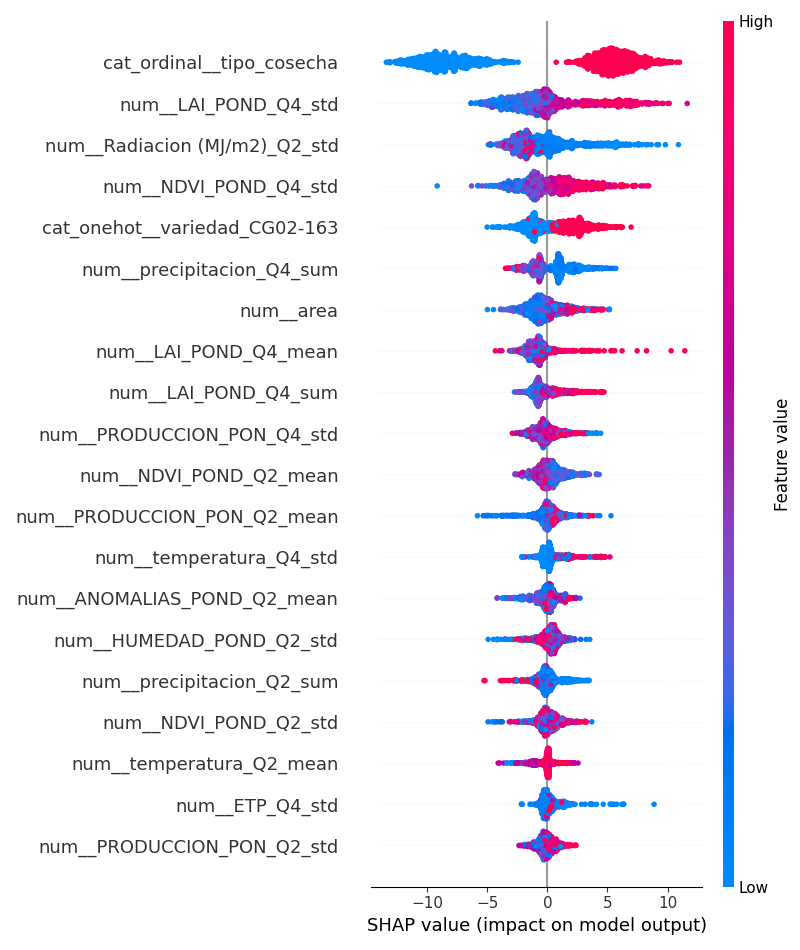 High
cat_ordinal__tipo_cosecha
num__LAI_POND_Q4_std
num__Radiacion (MJ/m2)_Q2_std
num__NDVI_POND_Q4_std
cat_onehot__variedad_CG02-163
num__precipitacion_Q4_sum
num__area
num__LAI_POND_Q4_mean
num__LAI_POND_Q4_sum
num__PRODUCCION_PON_Q4_std
num__NDVI_POND_Q2_mean
num__PRODUCCION_PON_Q2_mean
num__temperatura_Q4_std
num__ANOMALIAS_POND_Q2_mean
num__HUMEDAD_POND_Q2_std
num__precipitacion_Q2_sum
num__NDVI_POND_Q2_std
num__temperatura_Q2_mean
num__ETP_Q4_std
num__PRODUCCION_PON_Q2_std
Feature value
Low
−10 −5 0 5 10
SHAP value (impact on model output)